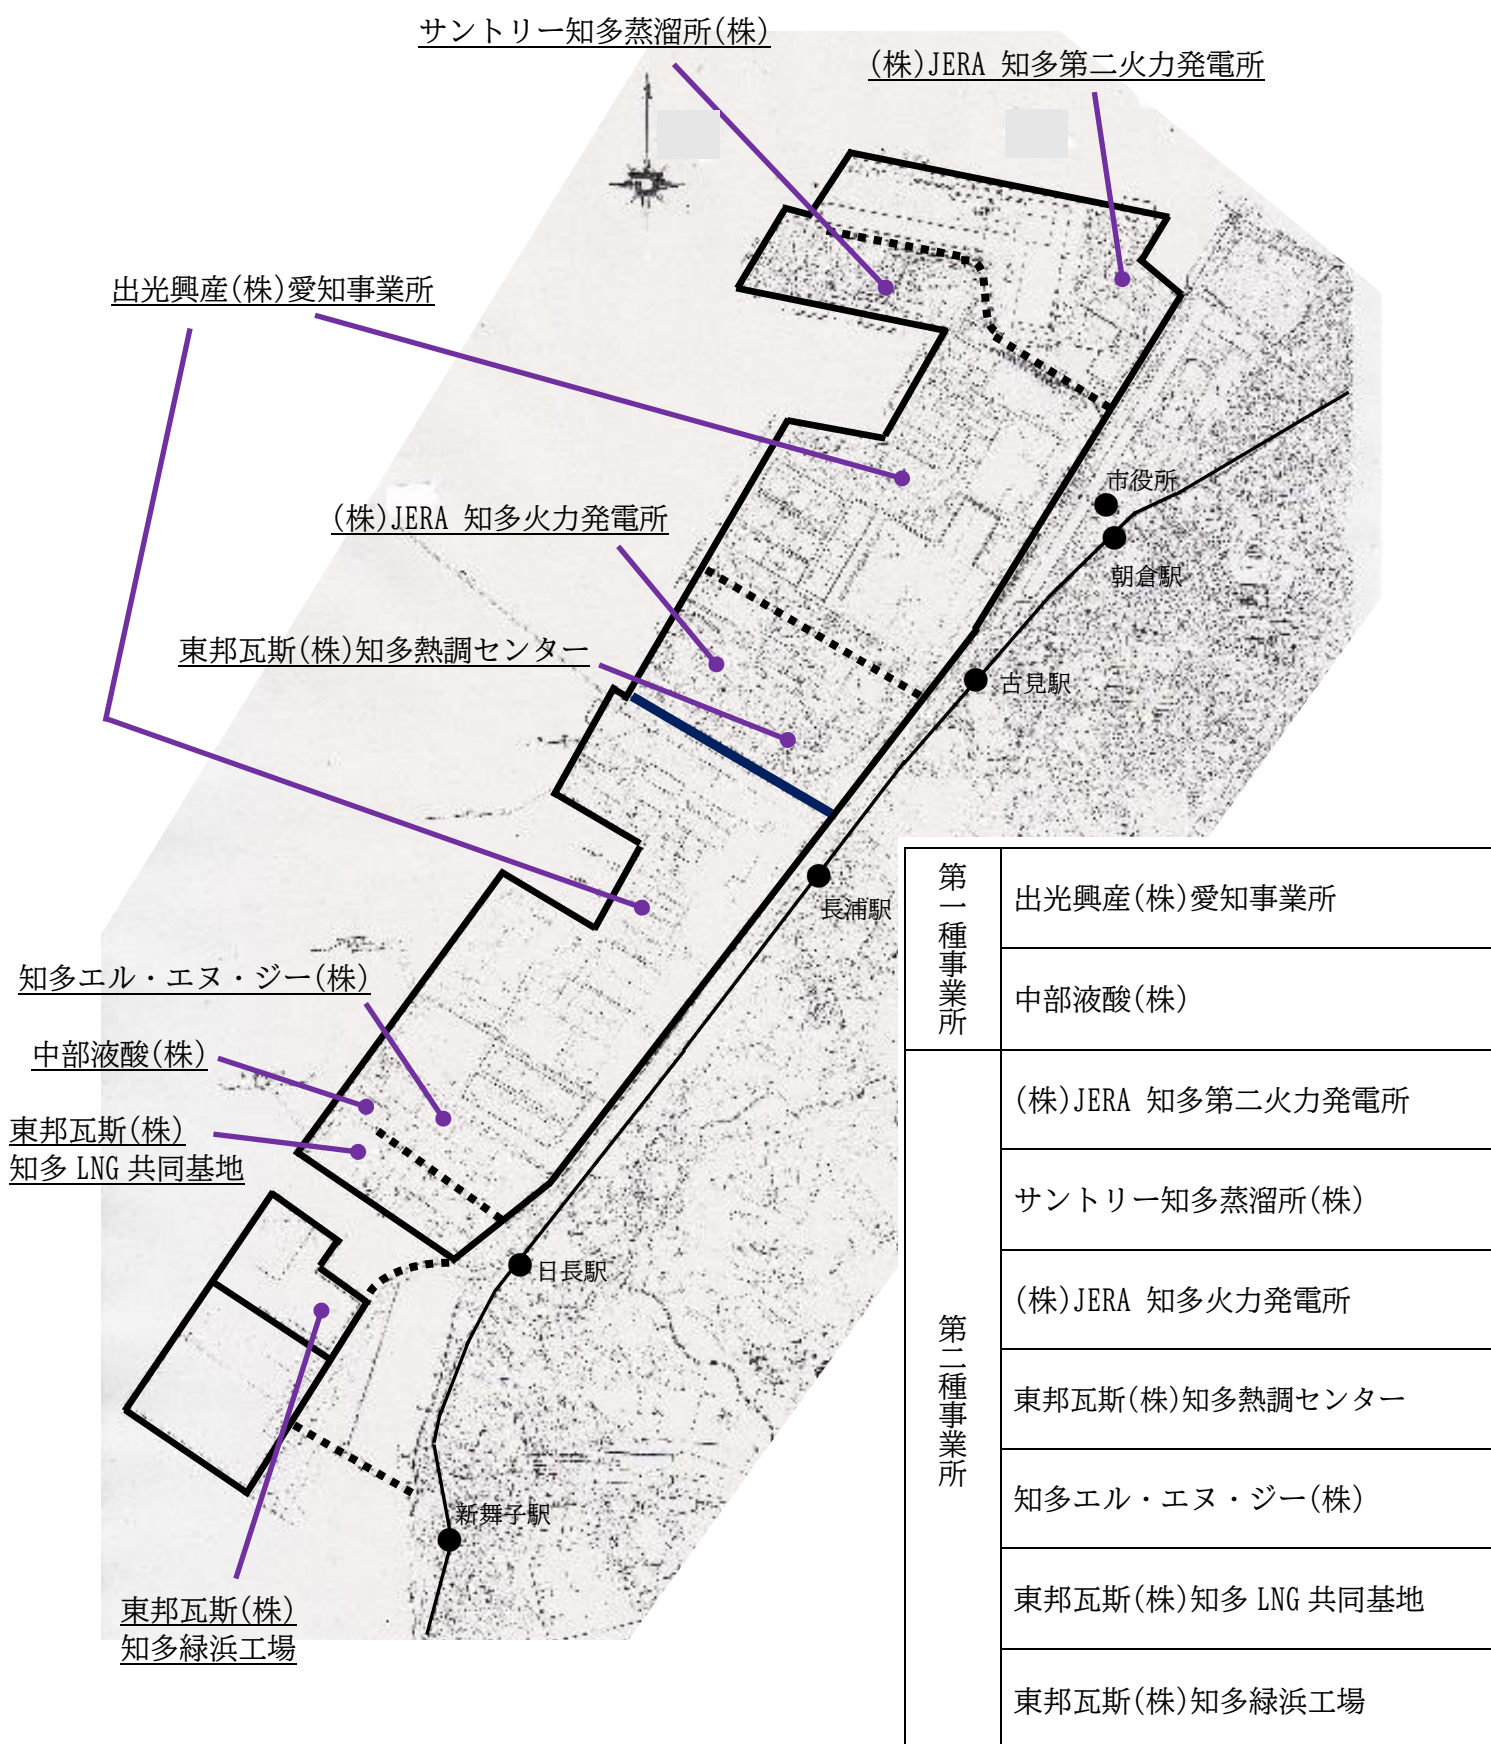 サントリー知多蒸溜所(株)
(株)JERA 知多第二火力発電所
出光興産(株)愛知事業所
市役所
(株)JERA 知多火力発電所
朝倉駅
東邦瓦斯(株)知多熱調センター
古見駅
長浦駅
知多エル・エヌ・ジー(株)
中部液酸(株)
東邦瓦斯(株)
知多 LNG 共同基地
日長駅
新舞子駅
東邦瓦斯(株)
知多緑浜工場
第一種事業所
出光興産(株)愛知事業所
中部液酸(株)
第二種事業所
(株)JERA 知多第二火力発電所
サントリー知多蒸溜所(株)
(株)JERA 知多火力発電所
東邦瓦斯(株)知多熱調センター
知多エル・エヌ・ジー(株)
東邦瓦斯(株)知多 LNG 共同基地
東邦瓦斯(株)知多緑浜工場